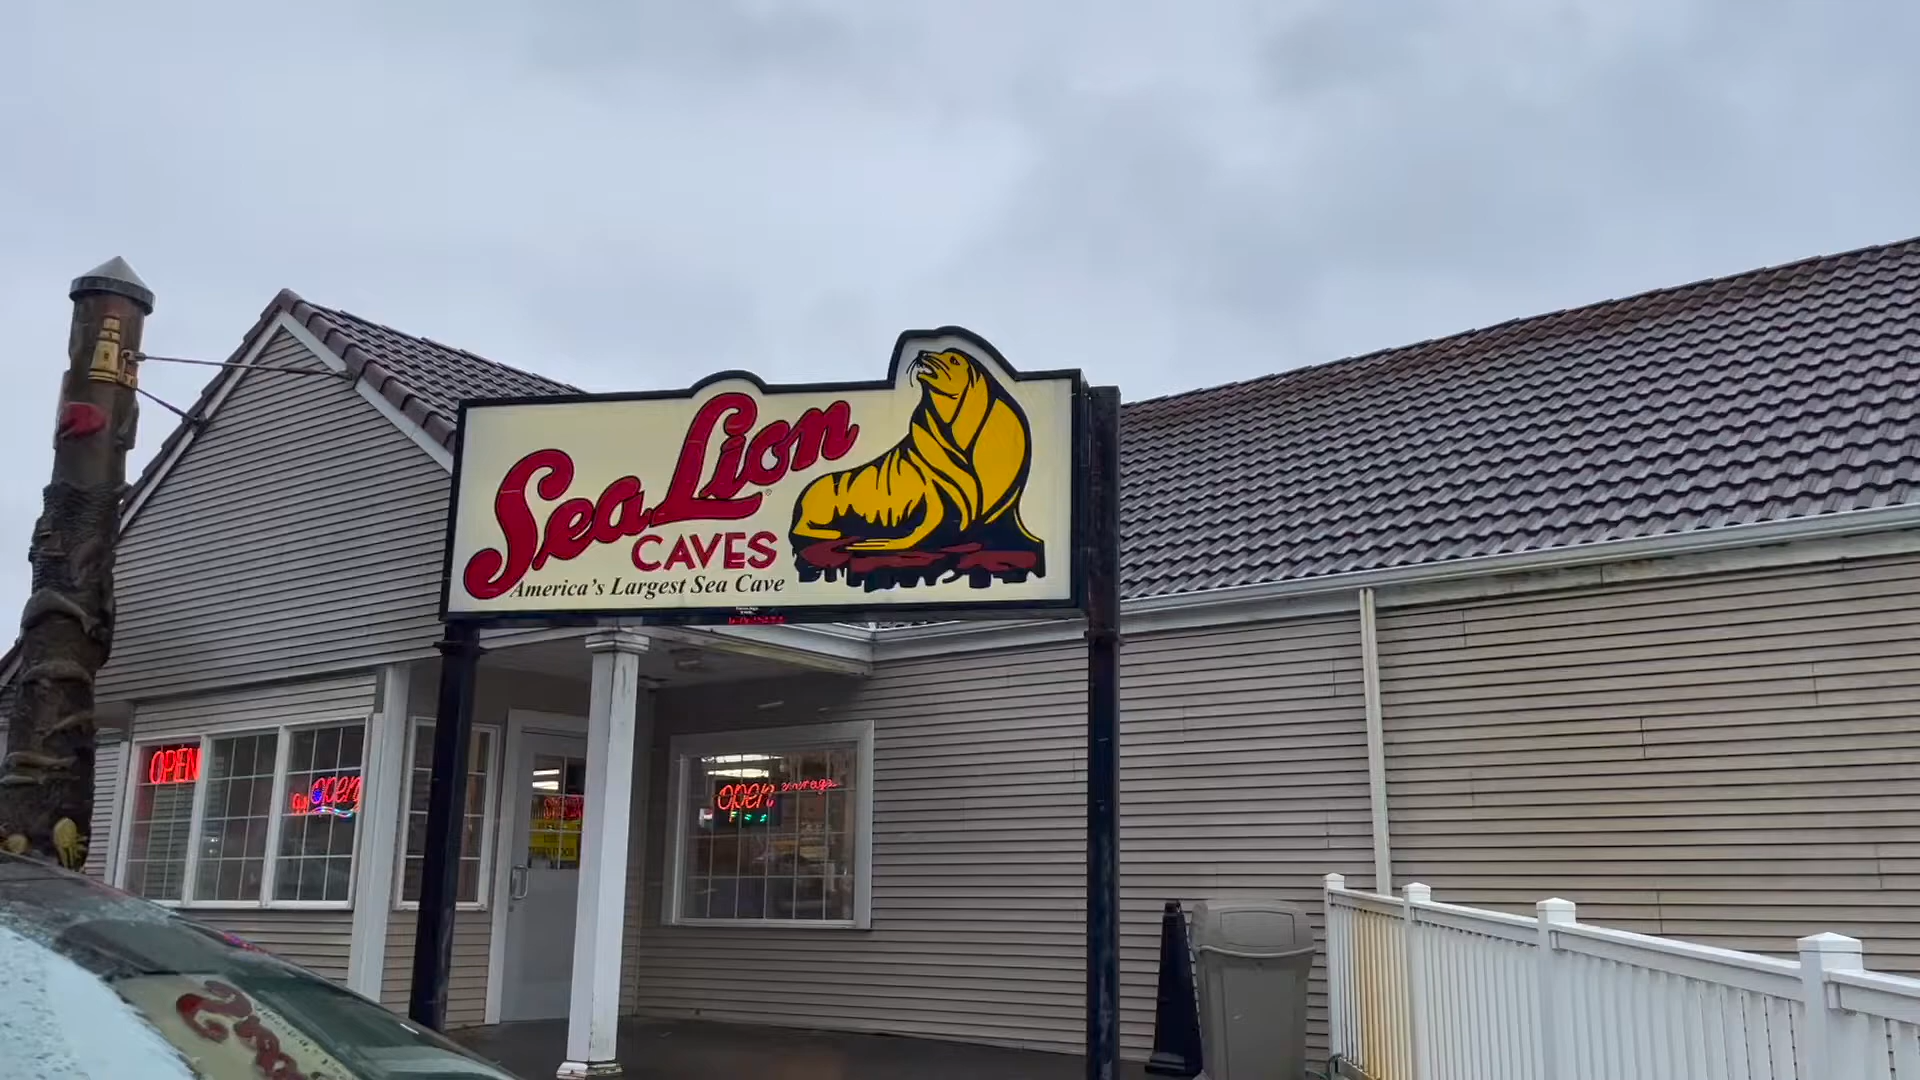 Sea Lion
CAVES
America's Largest Sea Cave
OPEN
open
open